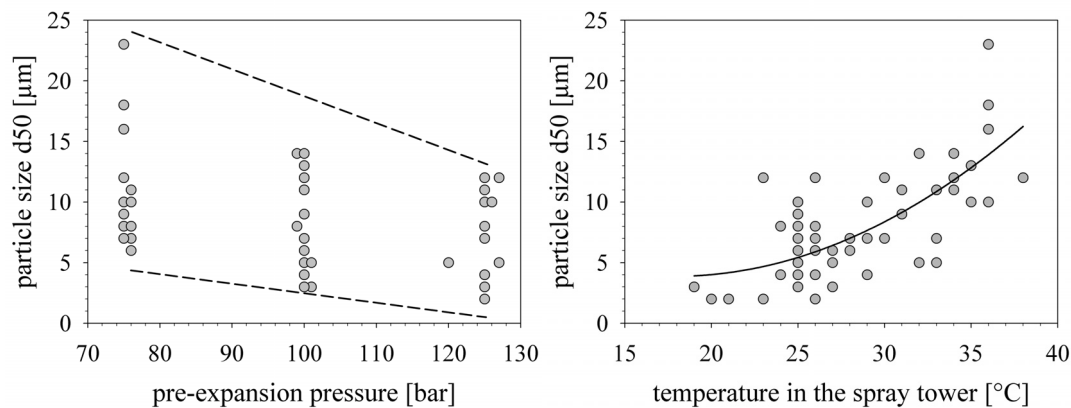 25
20
15
10
5
0
particle size d50 [µm]
70 80 90 100 110 120 130
pre-expansion pressure [bar]
25
20
15
10
5
0
particle size d50 [µm]
15 20 25 30 35 40
temperature in the spray tower [°C]